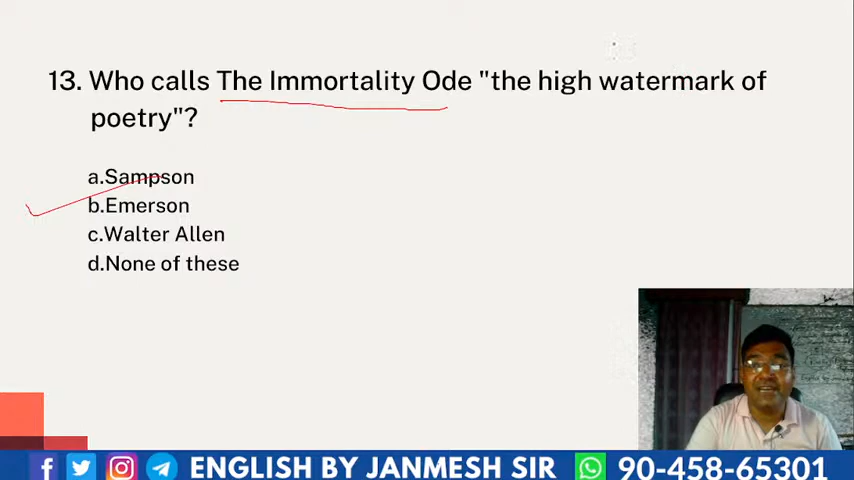 13. Who calls The Immortality Ode "the high watermark of
poetry"?
a.Sampson
b.Emerson
c.Walter Allen
d.None of these
ENGLISH BY JANMESH SIR 90-458-65301